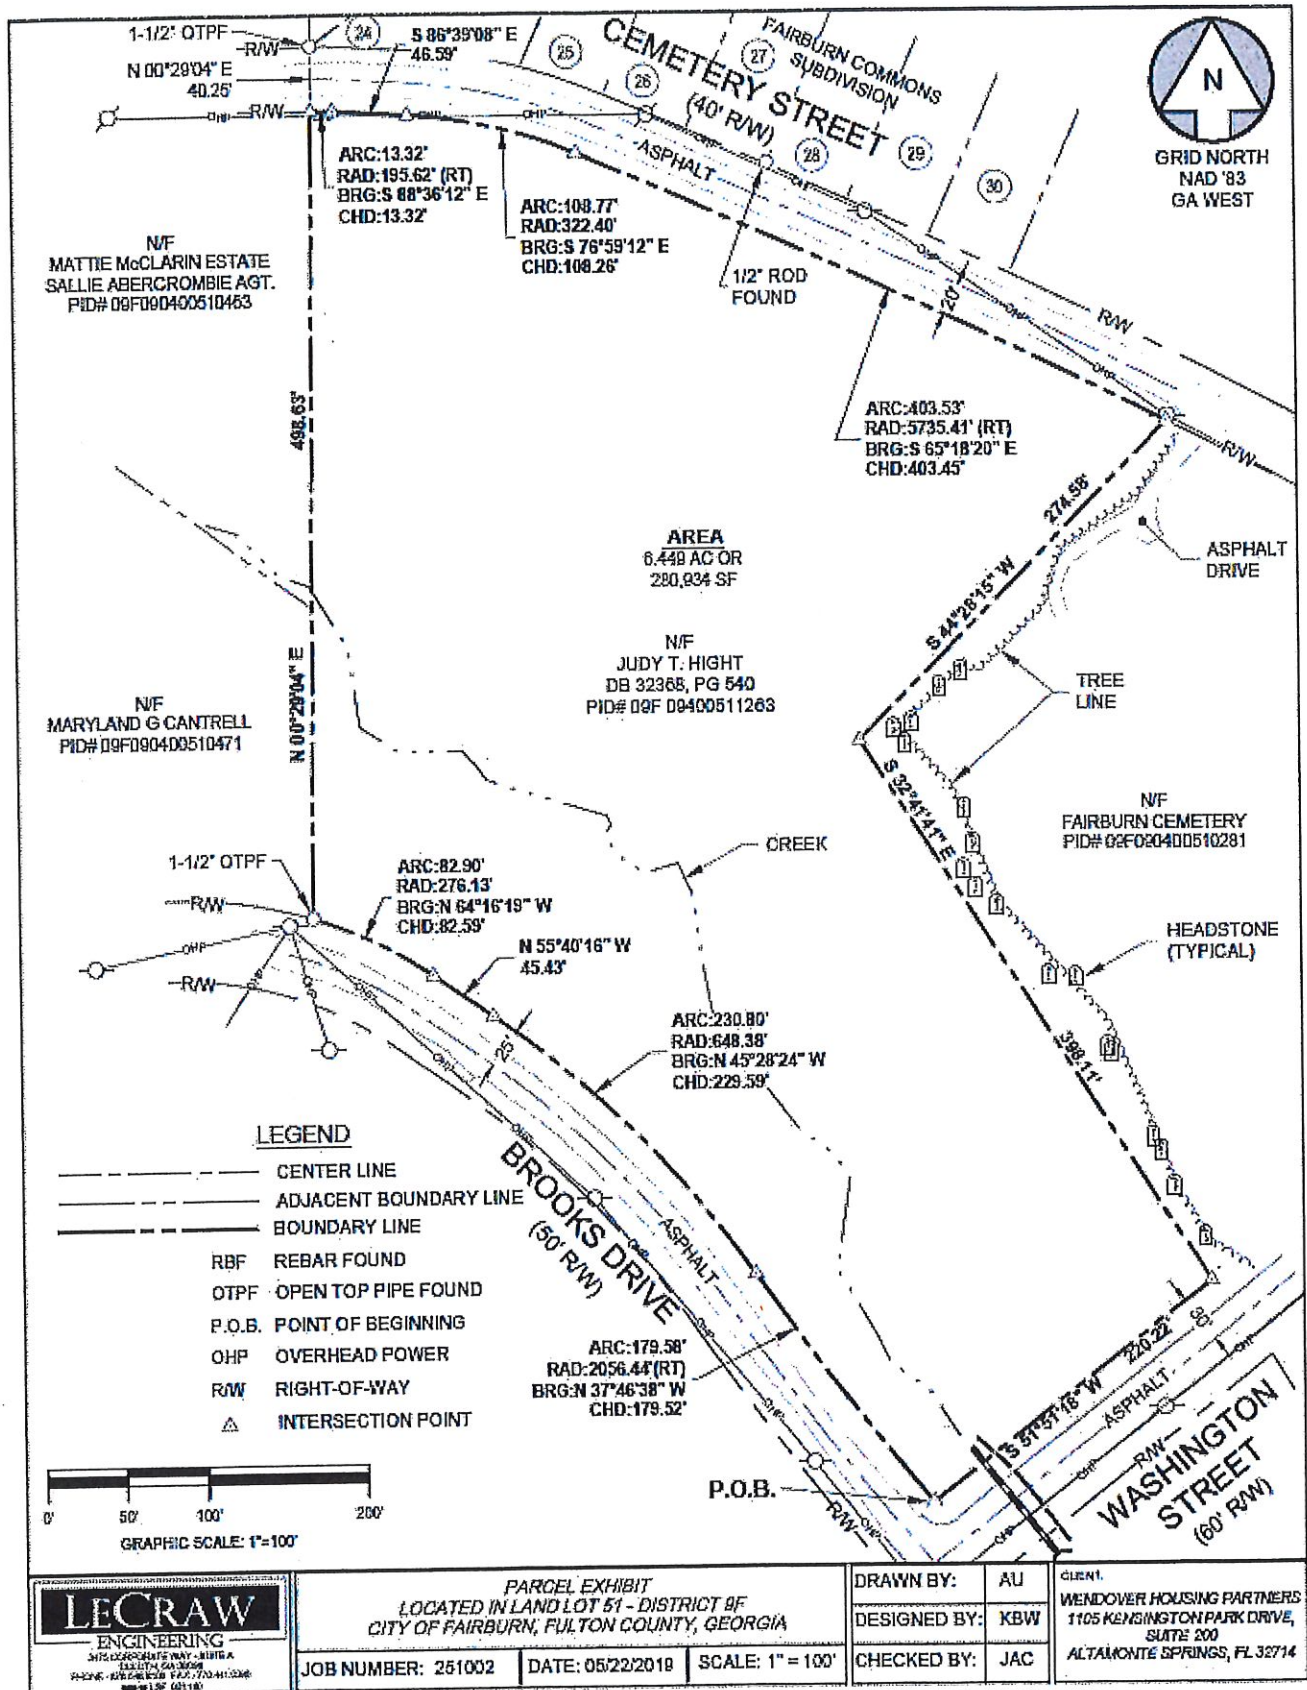 1-1/2" OTPF
R/W
24
S 86°39'08" E
46.59'
N 00°29'04" E
40.25'
R/W
OHP
25
26
27
28
29
30
CEMETERY STREET
(40' R/W)
FAIRBURN COMMONS
SUBDIVISION
ASPHALT
OHP
N
GRID NORTH
NAD '83
GA WEST
ARC:13.32'
RAD:195.62' (RT)
BRG:S 88°36'12" E
CHD:13.32'
ARC:108.77'
RAD:322.40'
BRG:S 76°59'12" E
CHD:108.26'
1/2" ROD
FOUND
20'
R/W
OHP
N/F
MATTIE McCLARIN ESTATE
SALLIE ABERCROMBIE AGT.
PID# 09F090400510463
498.63'
N 00°29'04" E
ARC:403.53'
RAD:5735.41' (RT)
BRG:S 65°18'20" E
CHD:403.45'
R/W
274.58'
S 44°28'15" W
ASPHALT
DRIVE
AREA
6.449 AC OR
280,934 SF
N/F
JUDY T. HIGHT
DB 32368, PG 540
PID# 09F 09400511263
TREE
LINE
N/F
MARYLAND G CANTRELL
PID# 09F090400510471
S 32°41'41" E
398.11'
N/F
FAIRBURN CEMETERY
PID# 09F090400510281
CREEK
1-1/2" OTPF
R/W
ARC:82.90'
RAD:276.13'
BRG:N 64°16'19" W
CHD:82.59'
N 55°40'16" W
45.43'
HEADSTONE
(TYPICAL)
OHP
R/W
25'
ARC:230.80'
RAD:648.38'
BRG:N 45°28'24" W
CHD:229.59'
BROOKS DRIVE
(50' R/W)
ASPHALT
OHP
LEGEND
CENTER LINE
ADJACENT BOUNDARY LINE
BOUNDARY LINE
RBF REBAR FOUND
OTPF OPEN TOP PIPE FOUND
P.O.B. POINT OF BEGINNING
OHP OVERHEAD POWER
R/W RIGHT-OF-WAY
INTERSECTION POINT
ARC:179.58'
RAD:2056.44'(RT)
BRG:N 37°46'38" W
CHD:179.52'
30'
220.22'
S 51°51'18" W
ASPHALT
OHP
R/W
WASHINGTON
STREET
(60' R/W)
P.O.B.
R/W
OHP
0' 50' 100' 200'
GRAPHIC SCALE: 1"=100'
LECRAW
ENGINEERING
PARCEL EXHIBIT
LOCATED IN LAND LOT 51 - DISTRICT 9F
CITY OF FAIRBURN, FULTON COUNTY, GEORGIA
JOB NUMBER: 251002
DATE: 05/22/2019
SCALE: 1" = 100'
DRAWN BY: AU
DESIGNED BY: KBW
CHECKED BY: JAC
CLIENT:
WENDOVER HOUSING PARTNERS
1105 KENSINGTON PARK DRIVE,
SUITE 200
ALTAMONTE SPRINGS, FL 32714